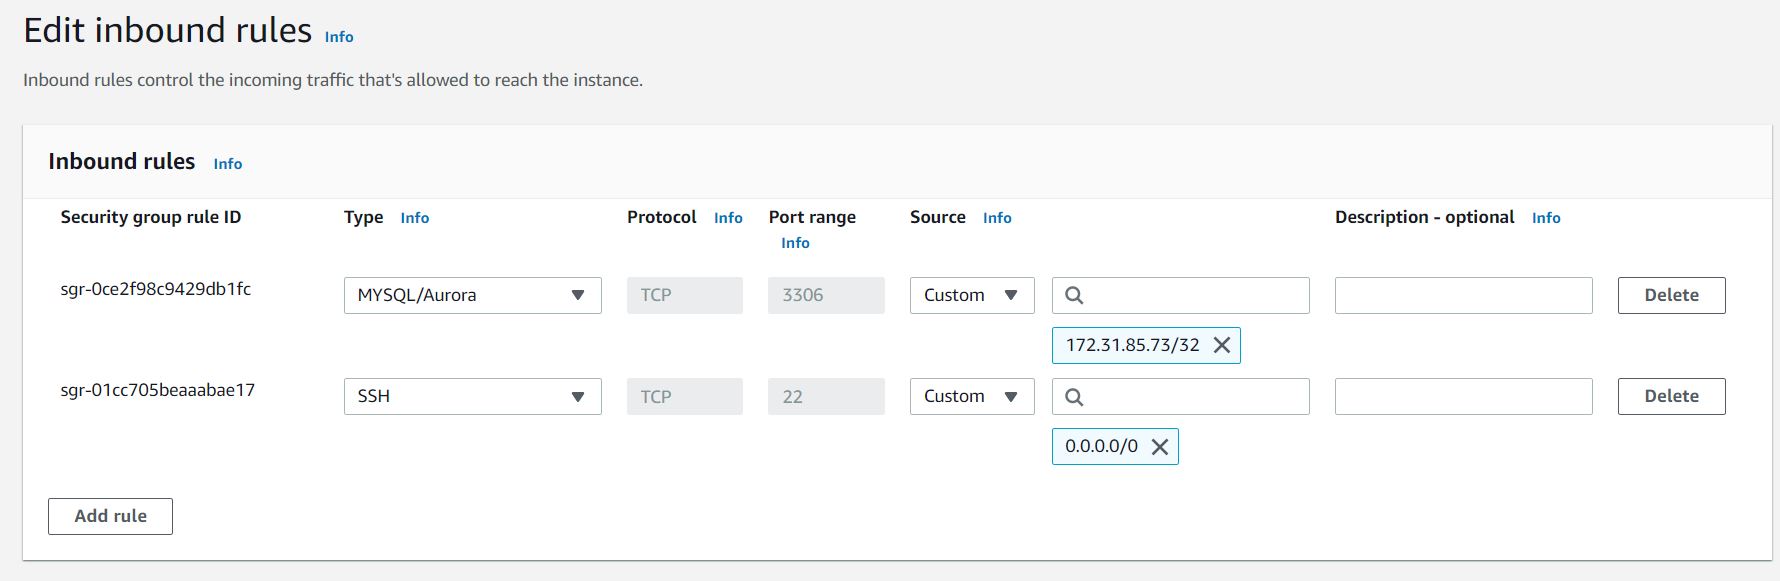 Edit inbound rules Info
Inbound rules control the incoming traffic that's allowed to reach the instance.
Inbound rules Info
Security group rule ID Type Info Protocol Info Port range Info Source Info Description - optional Info
sgr-0ce2f98c9429db1fc MYSQL/Aurora TCP 3306 Custom Delete
172.31.85.73/32
sgr-01cc705beaaabae17 SSH TCP 22 Custom Delete
0.0.0.0/0
Add rule